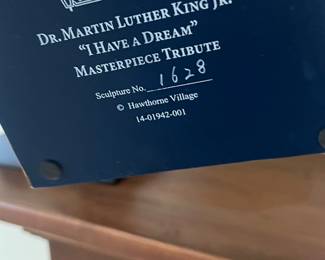 Dr. Martin Luther King Jr.
“I Have a Dream”
Masterpiece Tribute
Sculpture No. 1628
© Hawthorne Village
14-01942-001